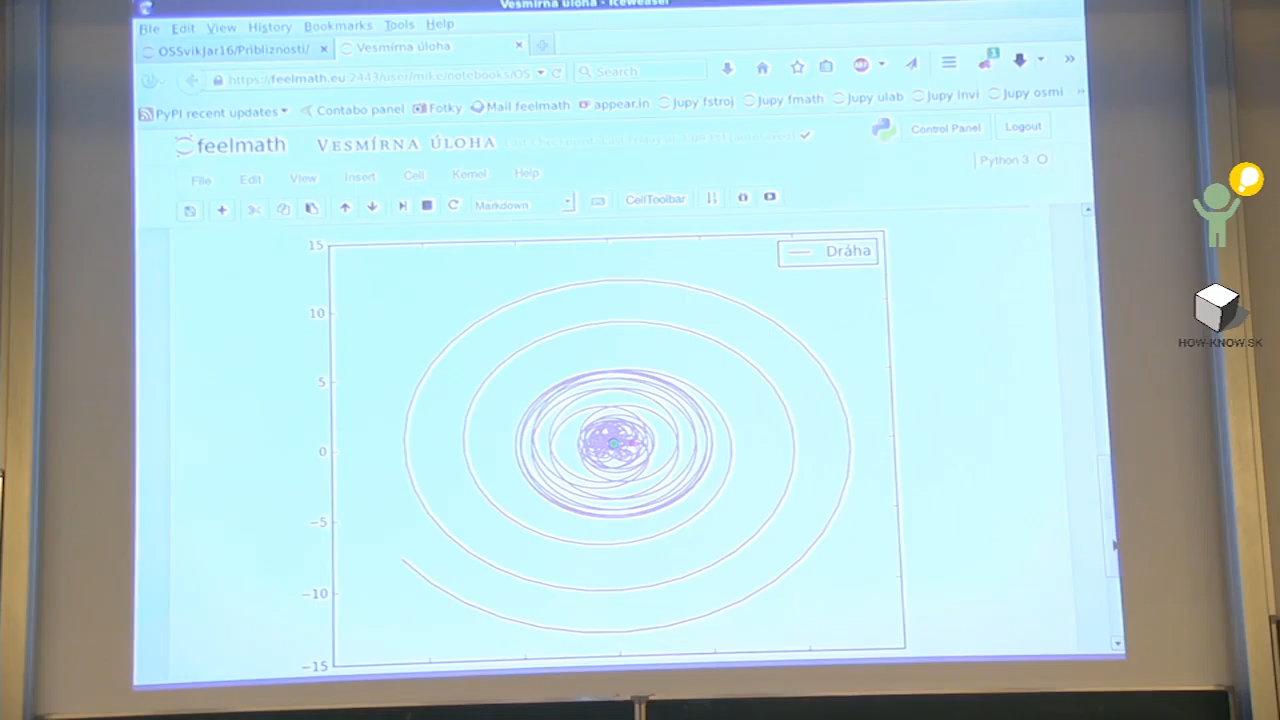 Vesmírna úloha - Iceweasel
File Edit View History Bookmarks Tools Help
OSSvikJar16/Pribliznosti/ × Vesmírna úloha ×
https://feelmath.eu:2443/user/mike/notebooks/OS Search
PyPI recent updates Contabo panel Fotky Mail feelmath appear.in Jupy fstroj Jupy fmath Jupy ulab Jupy invi Jupy osmi
feelmath VESMÍRNA ÚLOHA Control Panel Logout
File Edit View Insert Cell Kernel Help Python 3
Markdown CellToolbar
15
Dráha
10
5
0
−5
−10
−15
HOW-KNOW.SK